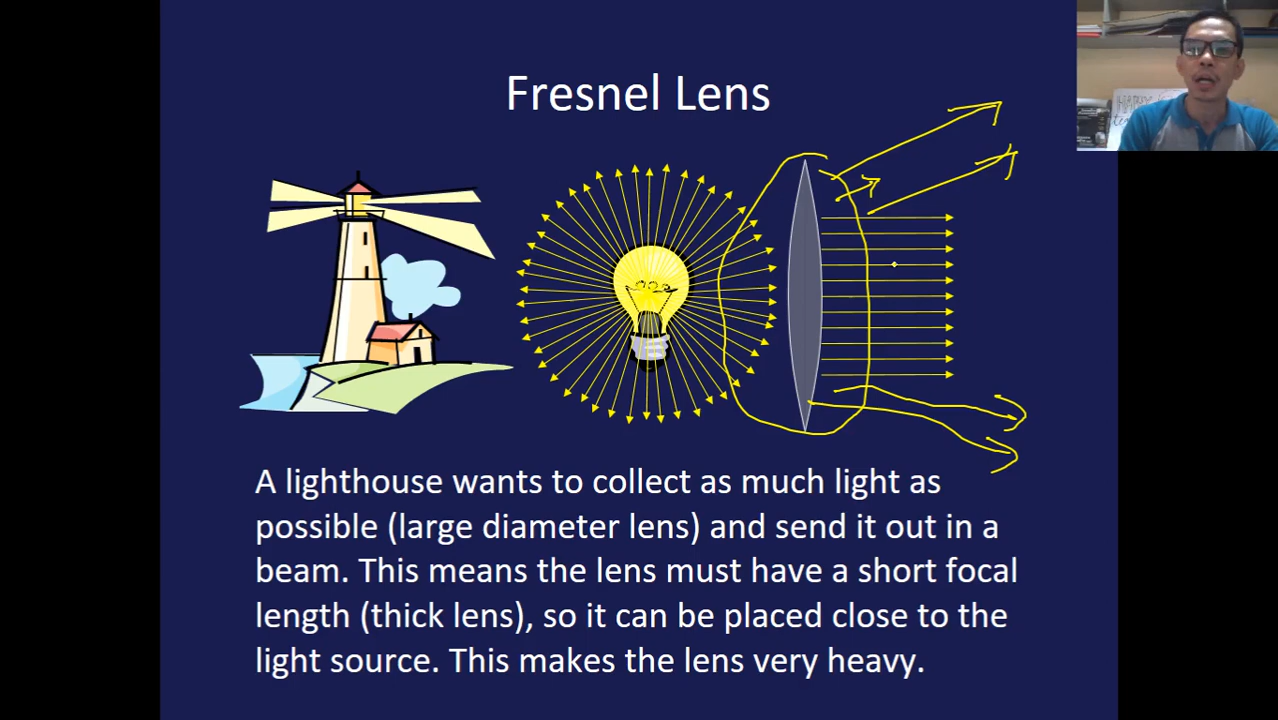 Fresnel Lens
A lighthouse wants to collect as much light as
possible (large diameter lens) and send it out in a
beam. This means the lens must have a short focal
length (thick lens), so it can be placed close to the
light source. This makes the lens very heavy.